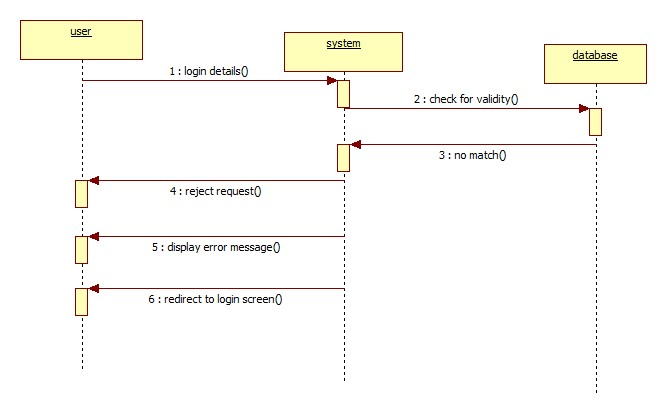 user
system
database
1 : login details()
2 : check for validity()
3 : no match()
4 : reject request()
5 : display error message()
6 : redirect to login screen()